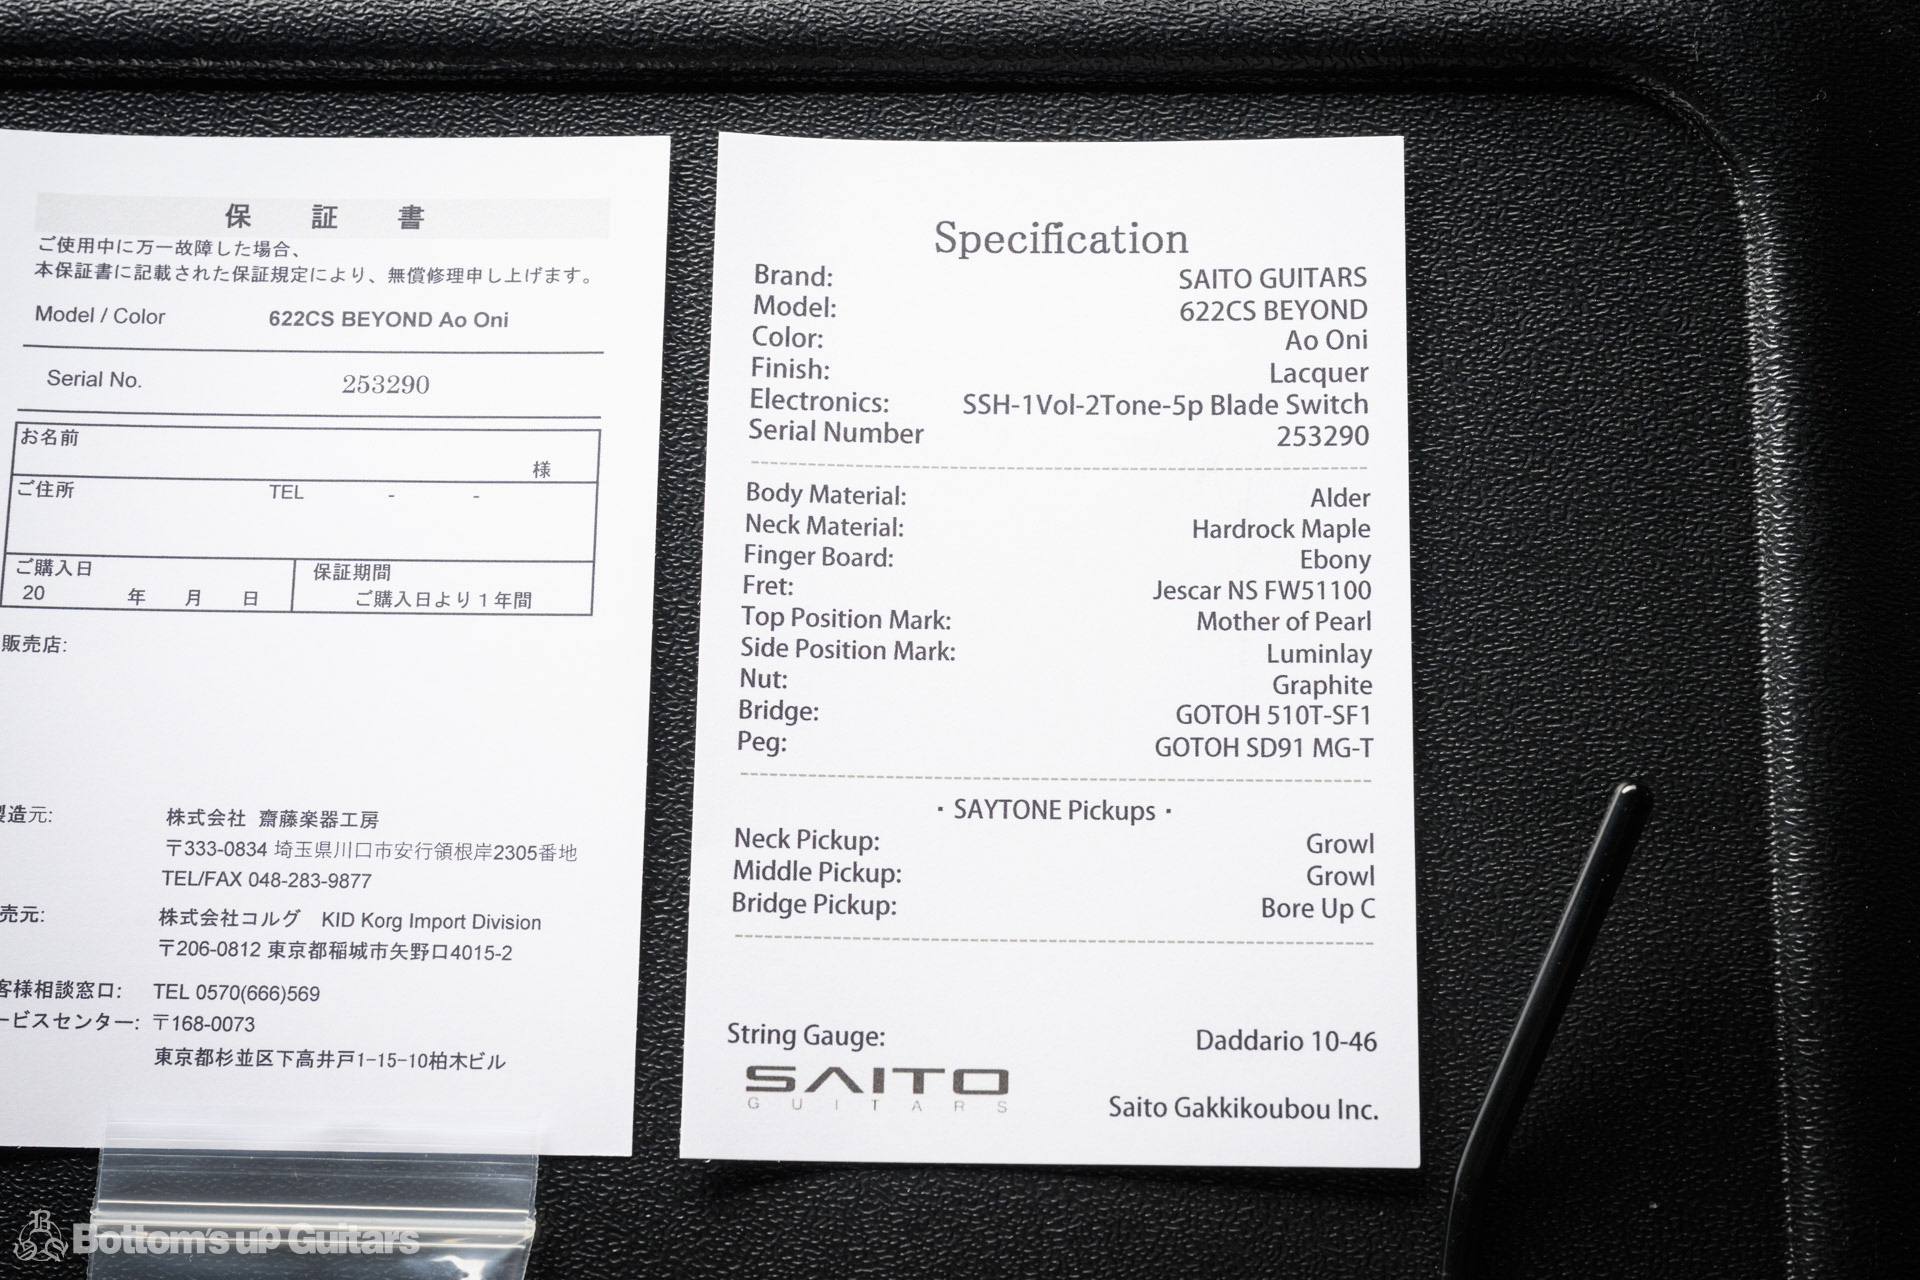 保 証 書
ご使用中に万一故障した場合、
本保証書に記載された保証規定により、無償修理申し上げます。
Model / Color 622CS BEYOND Ao Oni
Serial No. 253290
お名前
様
ご住所 TEL - -
ご購入日 保証期間
20 年 月 日 ご購入日より1年間
販売店:
製造元: 株式会社 齋藤楽器工房
〒333-0834 埼玉県川口市安行領根岸2305番地
TEL/FAX 048-283-9877
売元: 株式会社コルグ KID Korg Import Division
〒206-0812 東京都稲城市矢野口4015-2
客様相談窓口: TEL 0570(666)569
ービスセンター: 〒168-0073
東京都杉並区下高井戸1-15-10柏木ビル
Specification
Brand: SAITO GUITARS
Model: 622CS BEYOND
Color: Ao Oni
Finish: Lacquer
Electronics: SSH-1Vol-2Tone-5p Blade Switch
Serial Number 253290
Body Material: Alder
Neck Material: Hardrock Maple
Finger Board: Ebony
Fret: Jescar NS FW51100
Top Position Mark: Mother of Pearl
Side Position Mark: Luminlay
Nut: Graphite
Bridge: GOTOH 510T-SF1
Peg: GOTOH SD91 MG-T
・ SAYTONE Pickups ・
Neck Pickup: Growl
Middle Pickup: Growl
Bridge Pickup: Bore Up C
String Gauge: Daddario 10-46
SAITO
GUITARS
Saito Gakkikoubou Inc.
Bottom's up Guitars